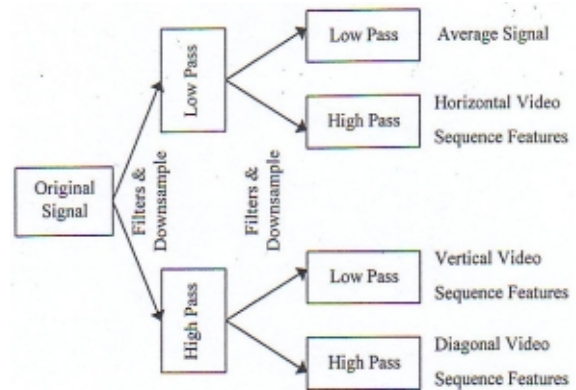 Original
Signal
Filters &
Downsample
Low Pass
High Pass
Filters &
Downsample
Low Pass
Average Signal
High Pass
Horizontal Video
Sequence Features
Low Pass
Vertical Video
Sequence Features
High Pass
Diagonal Video
Sequence Features